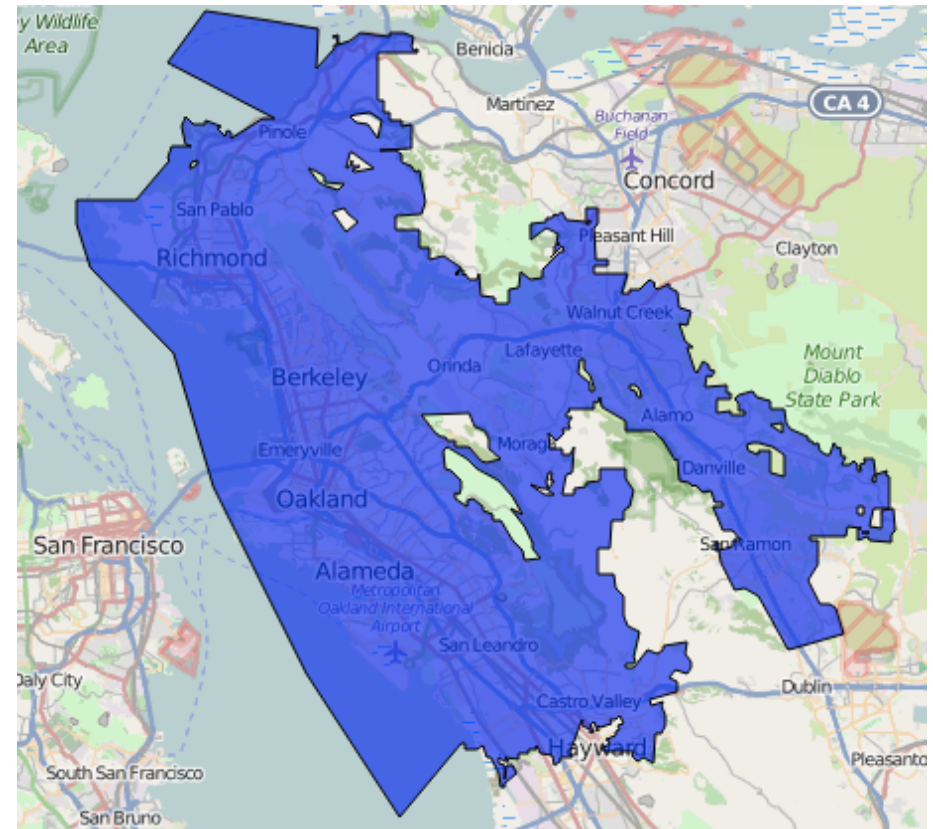 y Wildlife
Area
Benicia
Martinez
CA 4
Buchanan
Field
Pinole
Concord
San Pablo
Pleasant Hill
Clayton
Richmond
Walnut Creek
Lafayette
Orinda
Mount
Diablo
State Park
Berkeley
Alamo
Emeryville
Morag
Danville
Oakland
San Francisco
San Ramon
Alameda
Metropolitan
Oakland International
Airport
San Leandro
Daly City
Dublin
Castro Valley
Hayward
Pleasanto
South San Francisco
San Bruno